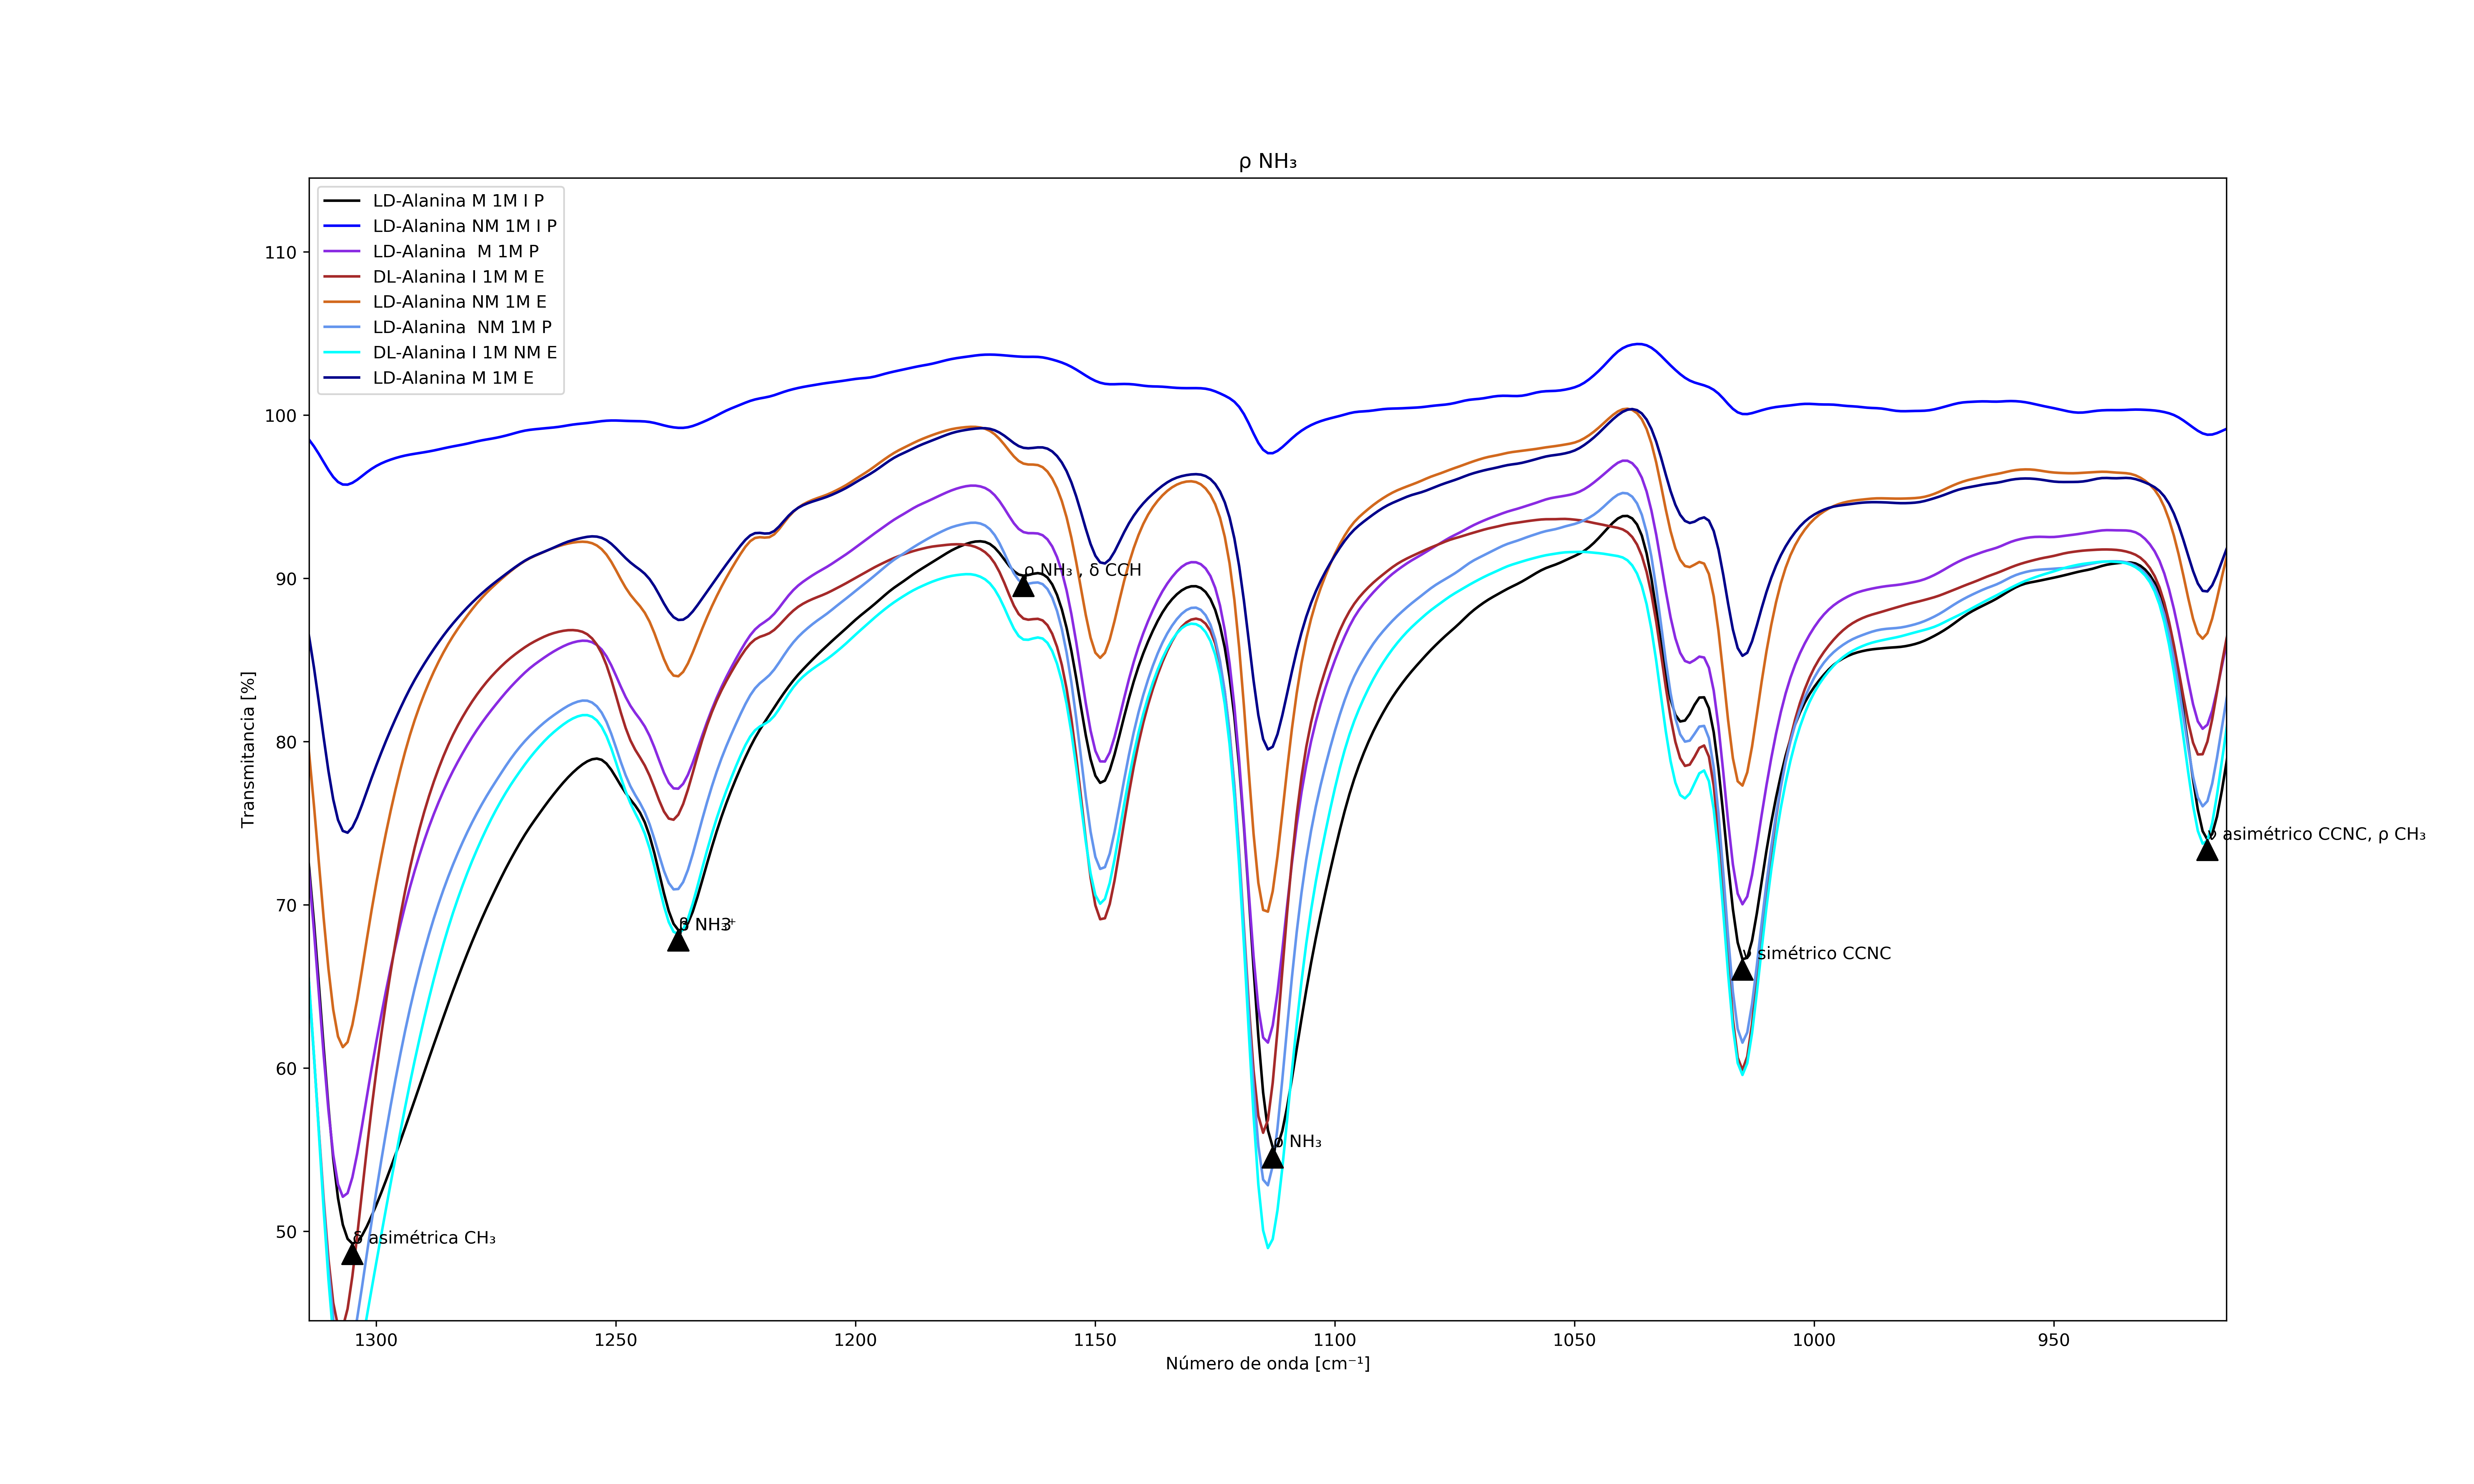 ρ NH₃
LD-Alanina M 1M I P
LD-Alanina NM 1M I P
LD-Alanina  M 1M P
DL-Alanina I 1M M E
LD-Alanina NM 1M E
LD-Alanina  NM 1M P
DL-Alanina I 1M NM E
LD-Alanina M 1M E
110
100
90
80
70
60
50
Transmitancia [%]
ρ NH₃ , δ CCH
ν asimétrico CCNC, ρ CH₃
NH3⁺
ν simétrico CCNC
ρ NH₃
δ asimétrica CH₃
1300 1250 1200 1150 1100 1050 1000 950
Número de onda [cm⁻¹]